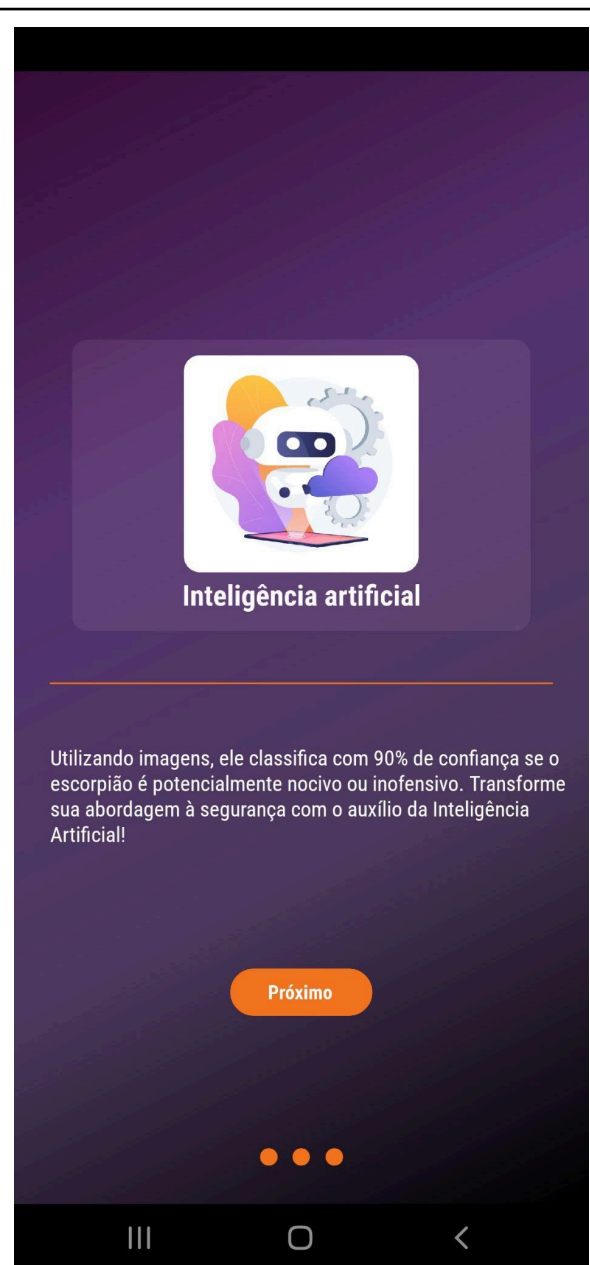 Inteligência artificial
Utilizando imagens, ele classifica com 90% de confiança se o
escorpião é potencialmente nocivo ou inofensivo. Transforme
sua abordagem à segurança com o auxílio da Inteligência
Artificial!
Próximo